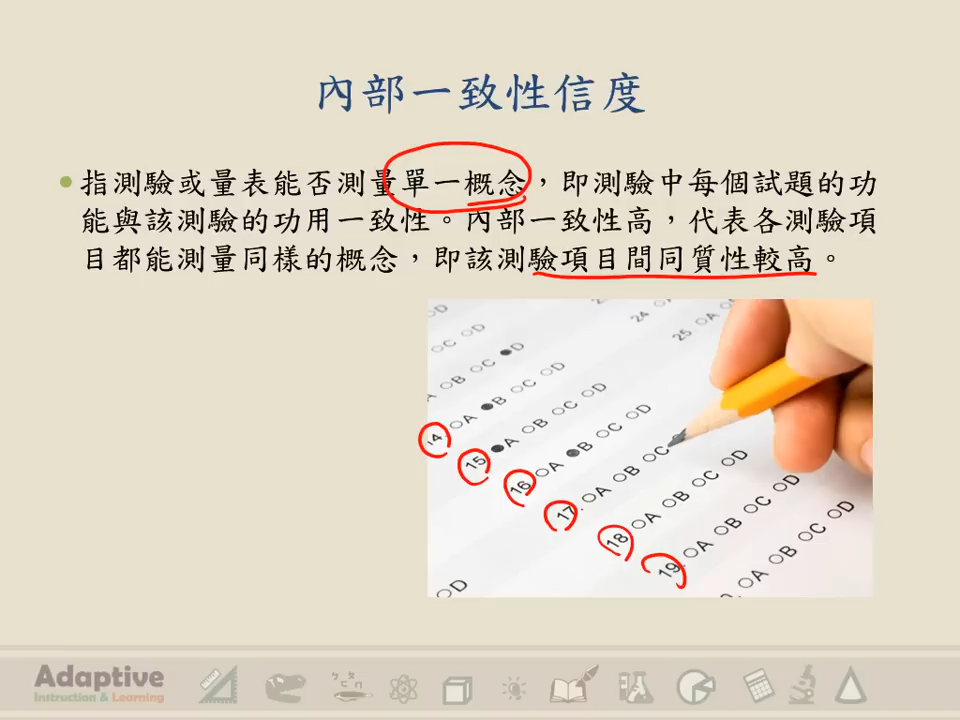 內部一致性信度
指測驗或量表能否測量單一概念，即測驗中每個試題的功
能與該測驗的功用一致性。內部一致性高，代表各測驗項
目都能測量同樣的概念，即該測驗項目間同質性較高。
24 A
25 A
D
C D
B C D
14 A B C D
15 A B C D
16 A B C D
17 A B C
18 A B C D
19 A B C D
A B C D
D
Adaptive
Instruction & Learning